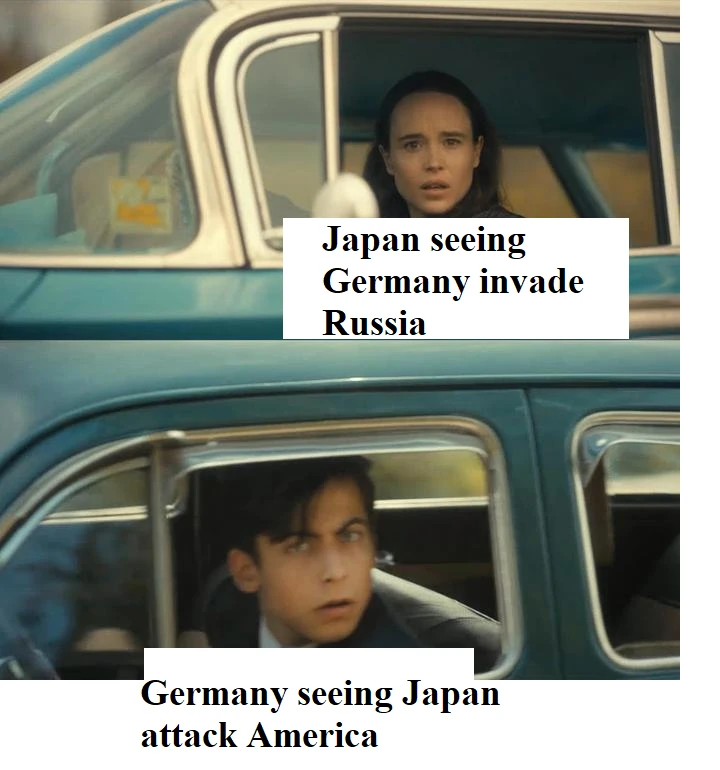 Japan seeing
Germany invade
Russia
Germany seeing Japan
attack America